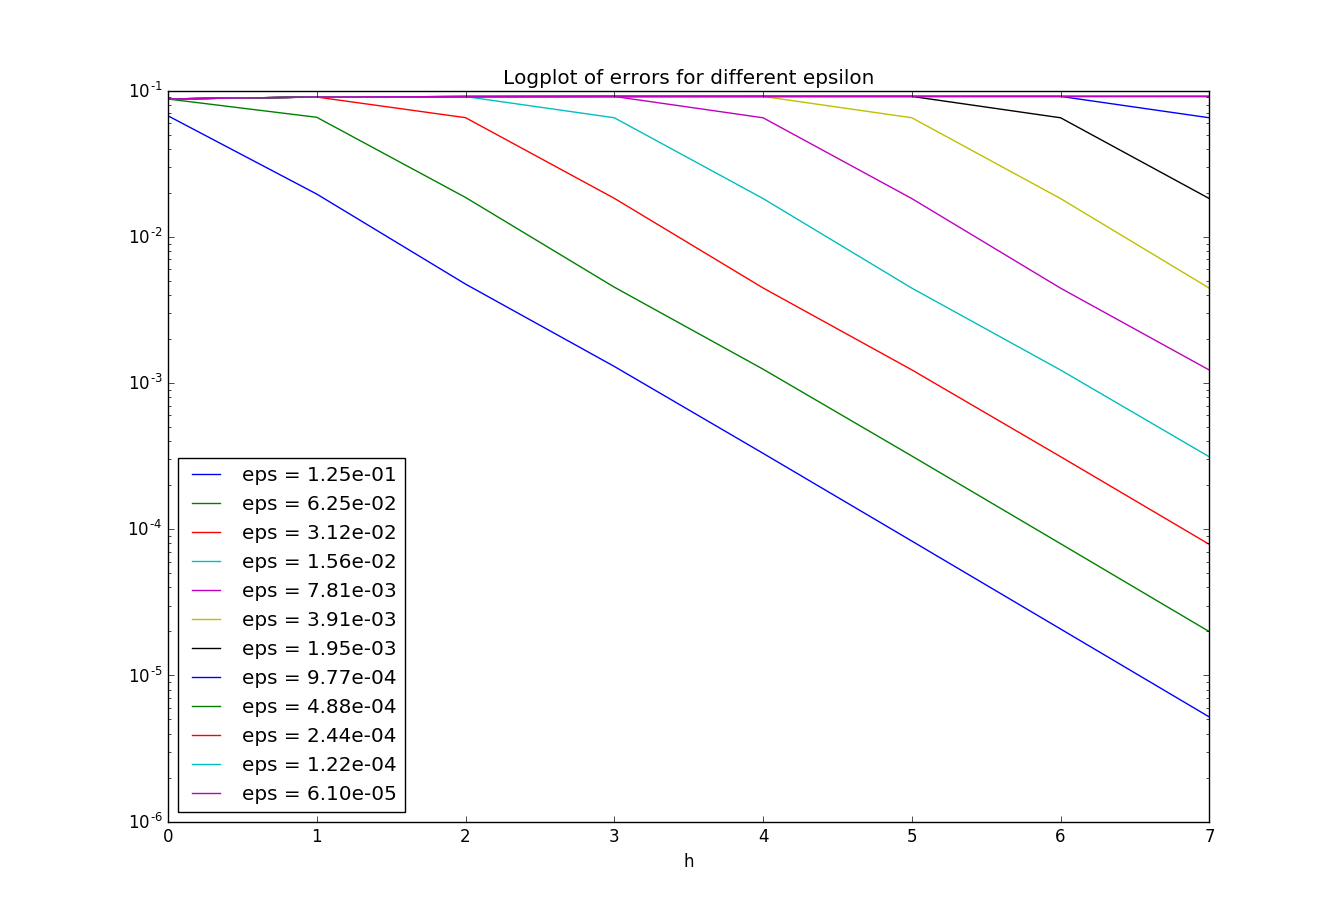 Logplot of errors for different epsilon
10^-1
10^-2
10^-3
10^-4
10^-5
10^-6
eps = 1.25e-01
eps = 6.25e-02
eps = 3.12e-02
eps = 1.56e-02
eps = 7.81e-03
eps = 3.91e-03
eps = 1.95e-03
eps = 9.77e-04
eps = 4.88e-04
eps = 2.44e-04
eps = 1.22e-04
eps = 6.10e-05
0 1 2 3 4 5 6 7
h